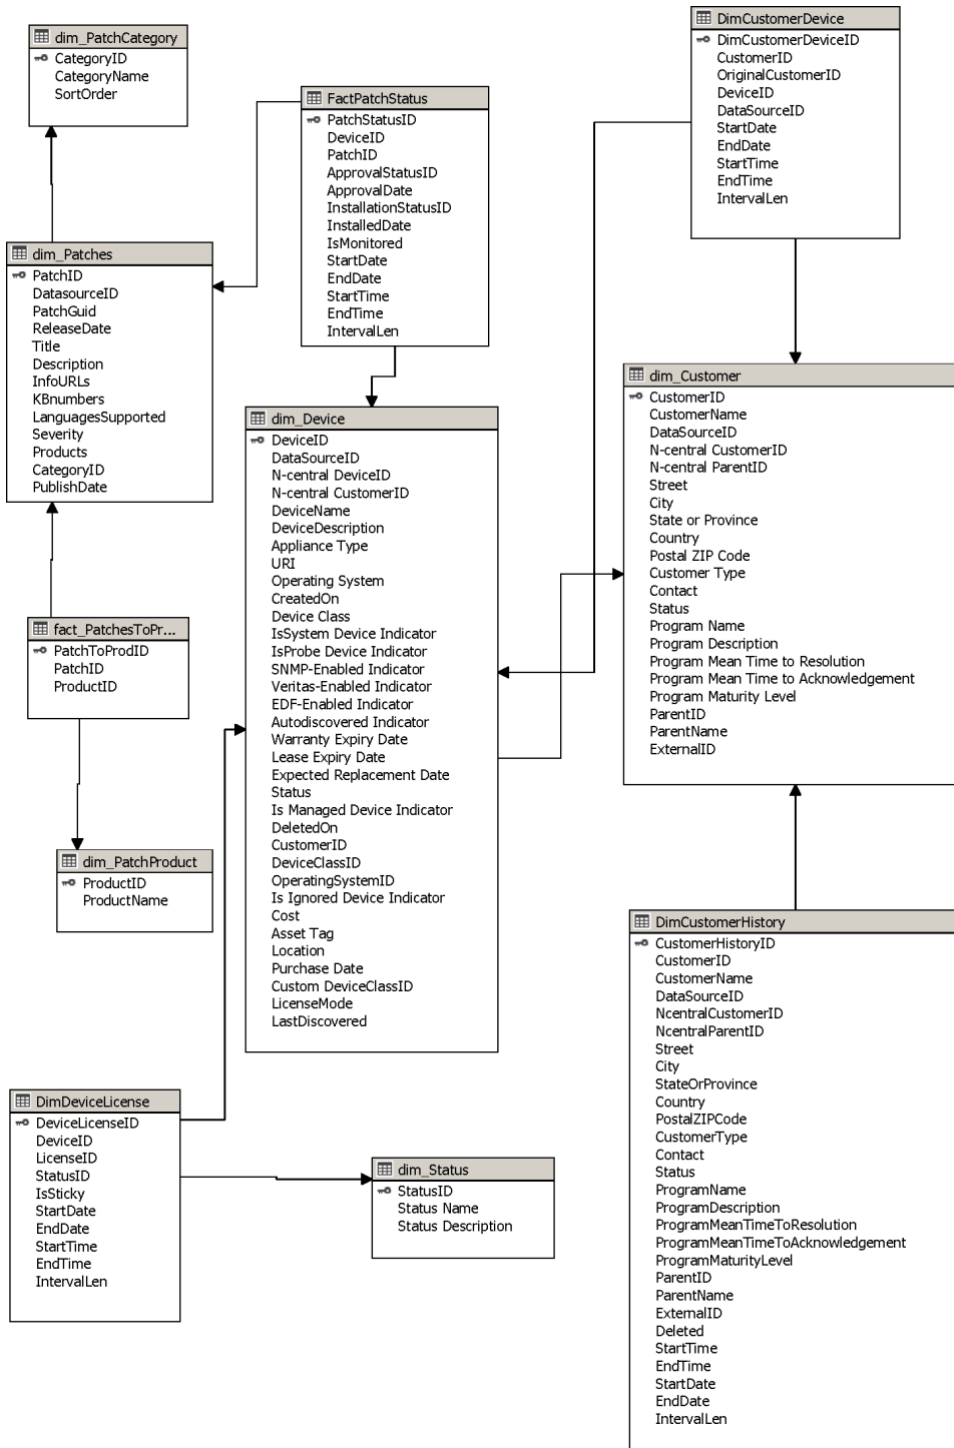 dim_PatchCategory
CategoryID
CategoryName
SortOrder
FactPatchStatus
PatchStatusID
DeviceID
PatchID
ApprovalStatusID
ApprovalDate
InstallationStatusID
InstalledDate
IsMonitored
StartDate
EndDate
StartTime
EndTime
IntervalLen
DimCustomerDevice
DimCustomerDeviceID
CustomerID
OriginalCustomerID
DeviceID
DataSourceID
StartDate
EndDate
StartTime
EndTime
IntervalLen
dim_Patches
PatchID
DatasourceID
PatchGuid
ReleaseDate
Title
Description
InfoURLs
KBnumbers
LanguagesSupported
Severity
Products
CategoryID
PublishDate
dim_Device
DeviceID
DataSourceID
N-central DeviceID
N-central CustomerID
DeviceName
DeviceDescription
Appliance Type
URI
Operating System
CreatedOn
Device Class
IsSystem Device Indicator
IsProbe Device Indicator
SNMP-Enabled Indicator
Veritas-Enabled Indicator
EDF-Enabled Indicator
Autodiscovered Indicator
Warranty Expiry Date
Lease Expiry Date
Expected Replacement Date
Status
Is Managed Device Indicator
DeletedOn
CustomerID
DeviceClassID
OperatingSystemID
Is Ignored Device Indicator
Cost
Asset Tag
Location
Purchase Date
Custom DeviceClassID
LicenseMode
LastDiscovered
dim_Customer
CustomerID
CustomerName
DataSourceID
N-central CustomerID
N-central ParentID
Street
City
State or Province
Country
Postal ZIP Code
Customer Type
Contact
Status
Program Name
Program Description
Program Mean Time to Resolution
Program Mean Time to Acknowledgement
Program Maturity Level
ParentID
ParentName
ExternalID
fact_PatchesToPr...
PatchToProdID
PatchID
ProductID
dim_PatchProduct
ProductID
ProductName
DimCustomerHistory
CustomerHistoryID
CustomerID
CustomerName
DataSourceID
NcentralCustomerID
NcentralParentID
Street
City
StateOrProvince
Country
PostalZIPCode
CustomerType
Contact
Status
ProgramName
ProgramDescription
ProgramMeanTimeToResolution
ProgramMeanTimeToAcknowledgement
ProgramMaturityLevel
ParentID
ParentName
ExternalID
Deleted
StartTime
EndTime
StartDate
EndDate
IntervalLen
DimDeviceLicense
DeviceLicenseID
DeviceID
LicenseID
StatusID
IsSticky
StartDate
EndDate
StartTime
EndTime
IntervalLen
dim_Status
StatusID
Status Name
Status Description